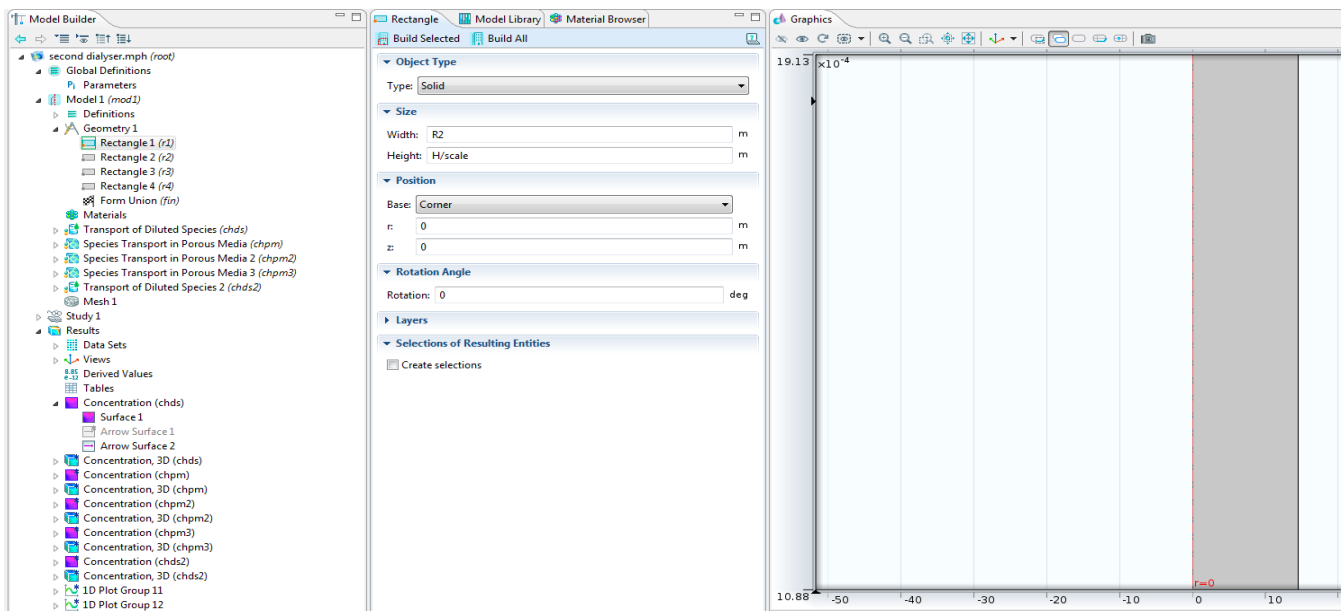 Model Builder
second dialyser.mph (root)
Global Definitions
Pi Parameters
Model 1 (mod1)
Definitions
Geometry 1
Rectangle 1 (r1)
Rectangle 2 (r2)
Rectangle 3 (r3)
Rectangle 4 (r4)
Form Union (fin)
Materials
Transport of Diluted Species (chds)
Species Transport in Porous Media (chpm)
Species Transport in Porous Media 2 (chpm2)
Species Transport in Porous Media 3 (chpm3)
Transport of Diluted Species 2 (chds2)
Mesh 1
Study 1
Results
Data Sets
Views
8.85
e-12
Derived Values
Tables
Concentration (chds)
Surface 1
Arrow Surface 1
Arrow Surface 2
Concentration, 3D (chds)
Concentration (chpm)
Concentration, 3D (chpm)
Concentration (chpm2)
Concentration, 3D (chpm2)
Concentration (chpm3)
Concentration, 3D (chpm3)
Concentration (chds2)
Concentration, 3D (chds2)
1D Plot Group 11
1D Plot Group 12
Rectangle Model Library Material Browser
Build Selected Build All
Object Type
Type: Solid
Size
Width: R2 m
Height: H/scale m
Position
Base: Corner
r: 0 m
z: 0 m
Rotation Angle
Rotation: 0 deg
Layers
Selections of Resulting Entities
Create selections
Graphics
19.13 ×10⁻⁴
r=0
10.88 -50 -40 -30 -20 -10 0 10